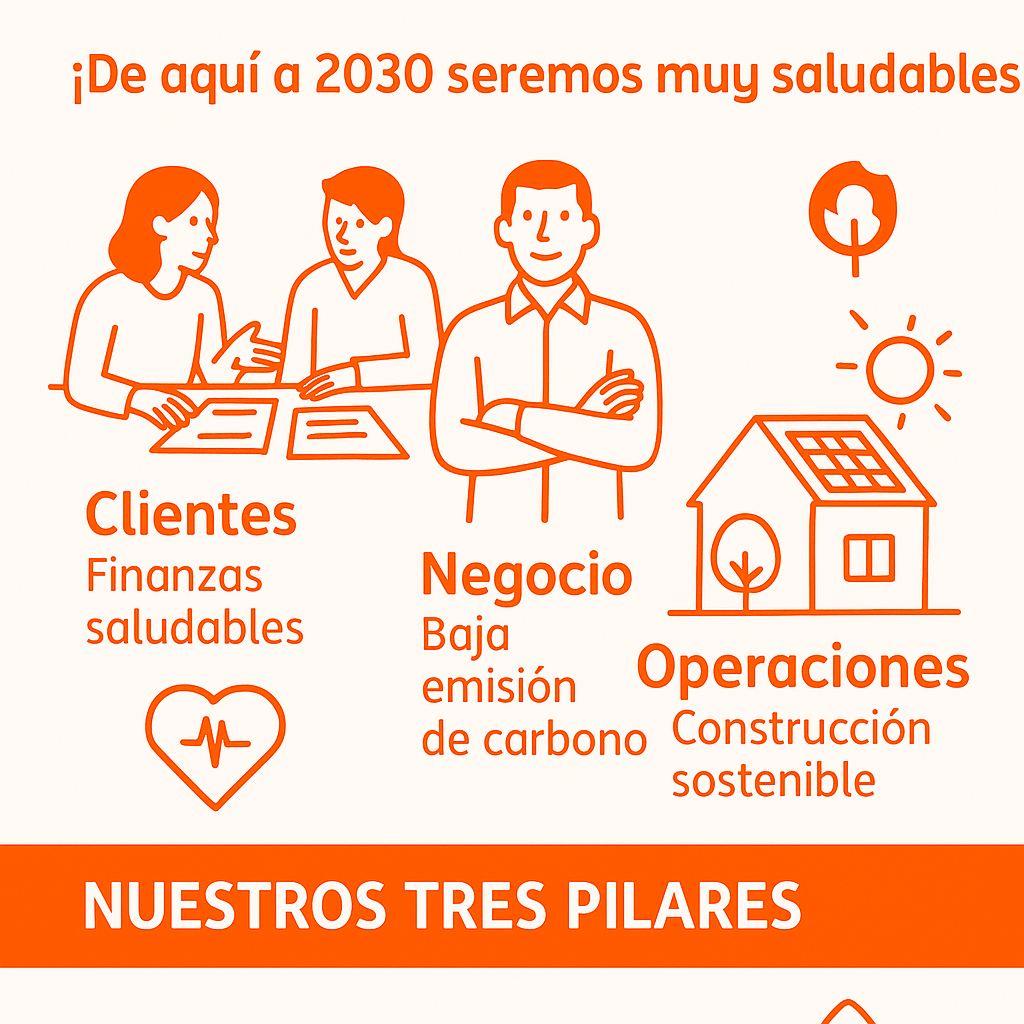 ¡De aquí a 2030 seremos muy saludables
Clientes
Finanzas
saludables
Negocio
Baja
emisión
de carbono
Operaciones
Construcción
sostenible
NUESTROS TRES PILARES